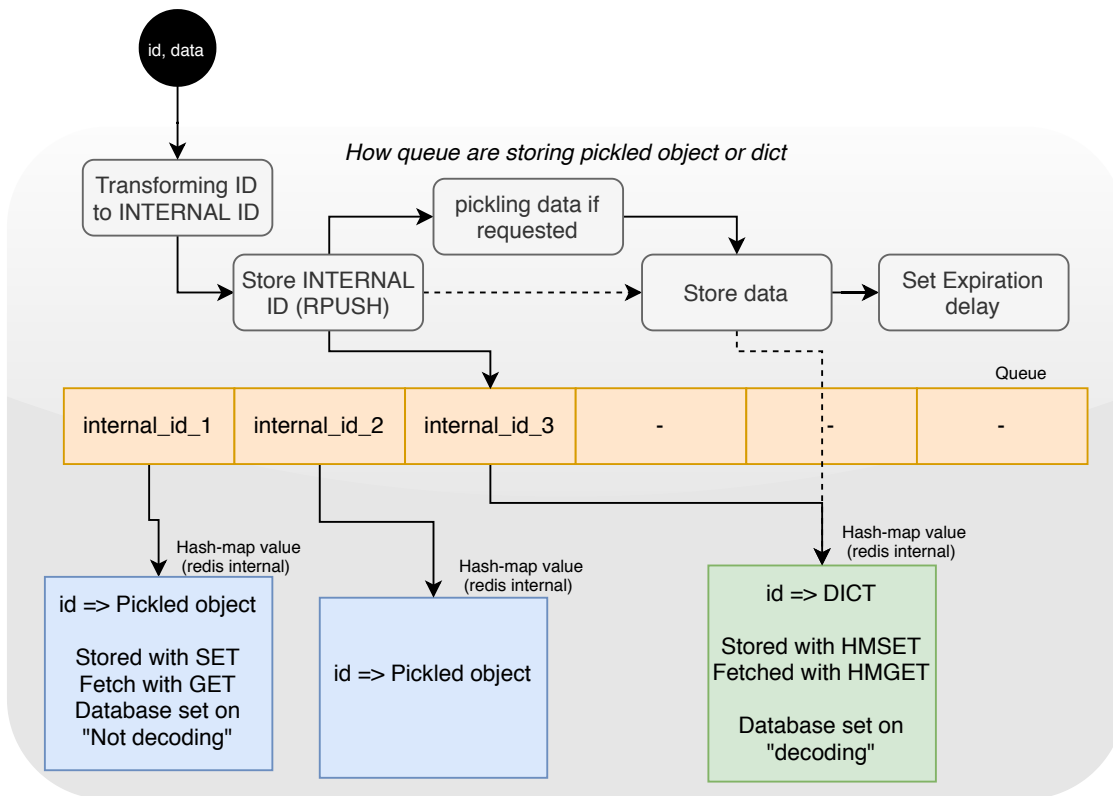 id, data
How queue are storing pickled object or dict
Transforming ID
to INTERNAL ID
pickling data if
requested
Store INTERNAL
ID (RPUSH)
Store data
Set Expiration
delay
Queue
internal_id_1
internal_id_2
internal_id_3
-
-
-
Hash-map value
(redis internal)
Hash-map value
(redis internal)
Hash-map value
(redis internal)
id => Pickled object
Stored with SET
Fetch with GET
Database set on
"Not decoding"
id => Pickled object
id => DICT
Stored with HMSET
Fetched with HMGET
Database set on
"decoding"